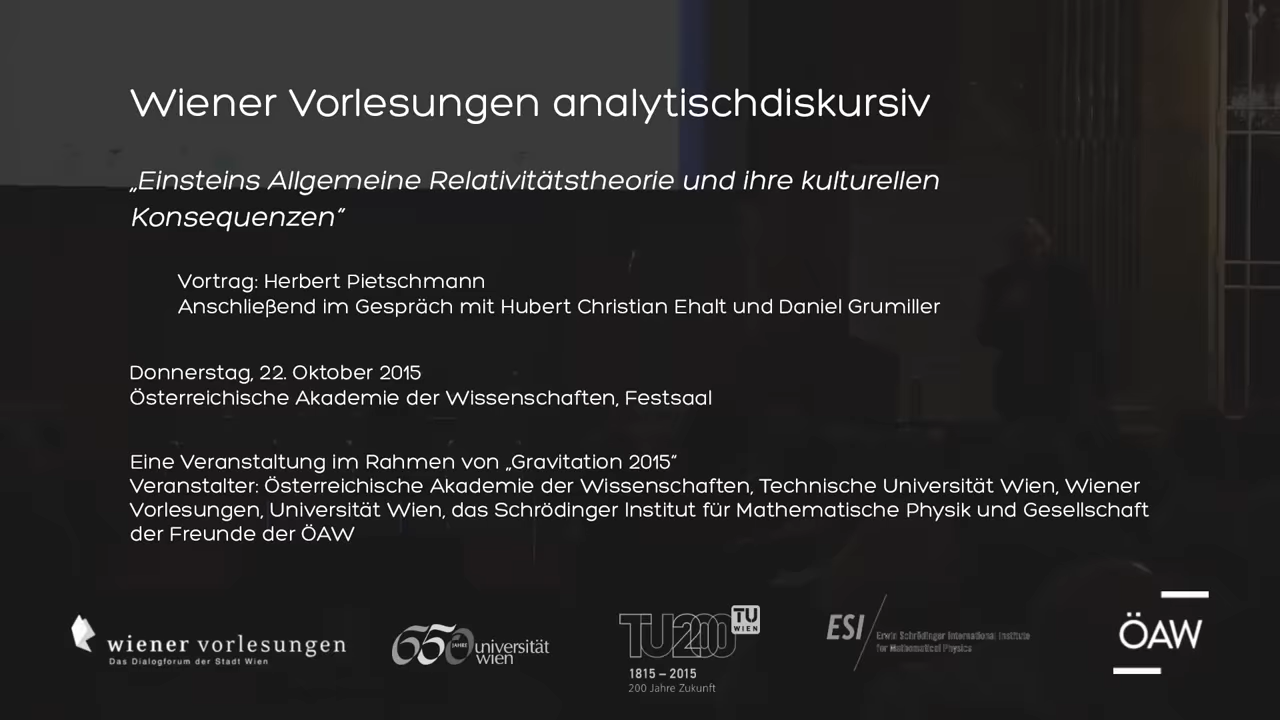 Wiener Vorlesungen analytischdiskursiv
„Einsteins Allgemeine Relativitätstheorie und ihre kulturellen
Konsequenzen“
Vortrag: Herbert Pietschmann
Anschließend im Gespräch mit Hubert Christian Ehalt und Daniel Grumiller
Donnerstag, 22. Oktober 2015
Österreichische Akademie der Wissenschaften, Festsaal
Eine Veranstaltung im Rahmen von „Gravitation 2015“
Veranstalter: Österreichische Akademie der Wissenschaften, Technische Universität Wien, Wiener
Vorlesungen, Universität Wien, das Schrödinger Institut für Mathematische Physik und Gesellschaft
der Freunde der ÖAW
wiener vorlesungen
Das Dialogforum der Stadt Wien
650 JAHRE universität
wien
TU200 TU
WIEN
1815 – 2015
200 Jahre Zukunft
ESI Erwin Schrödinger International Institute
for Mathematical Physics
ÖAW